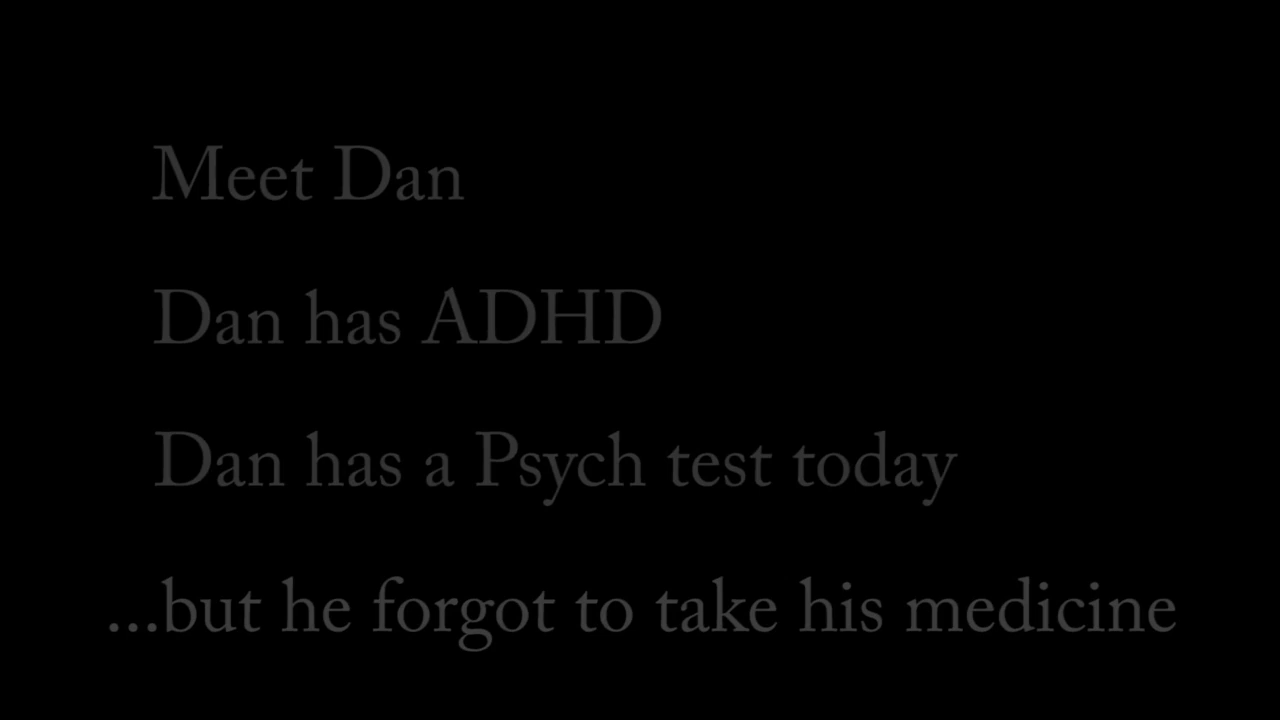 Meet Dan
Dan has ADHD
Dan has a Psych test today
...but he forgot to take his medicine